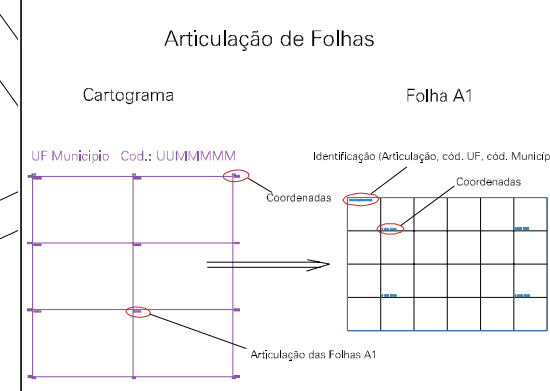 Articulação de Folhas
Cartograma
Folha A1
UF Municipio Cod.: UUMMMMM
Identificação (Articulação, cód. UF, cód. Municíp
Coordenadas
Coordenadas
Articulação das Folhas A1